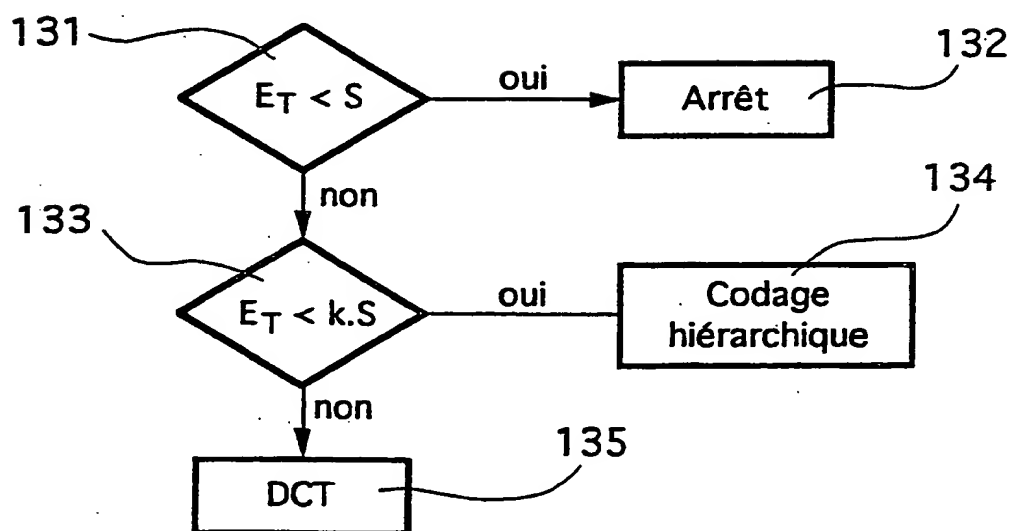 131
E_T < S
oui
Arrêt
132
non
133
E_T < k.S
oui
Codage
hiérarchique
134
non
DCT
135